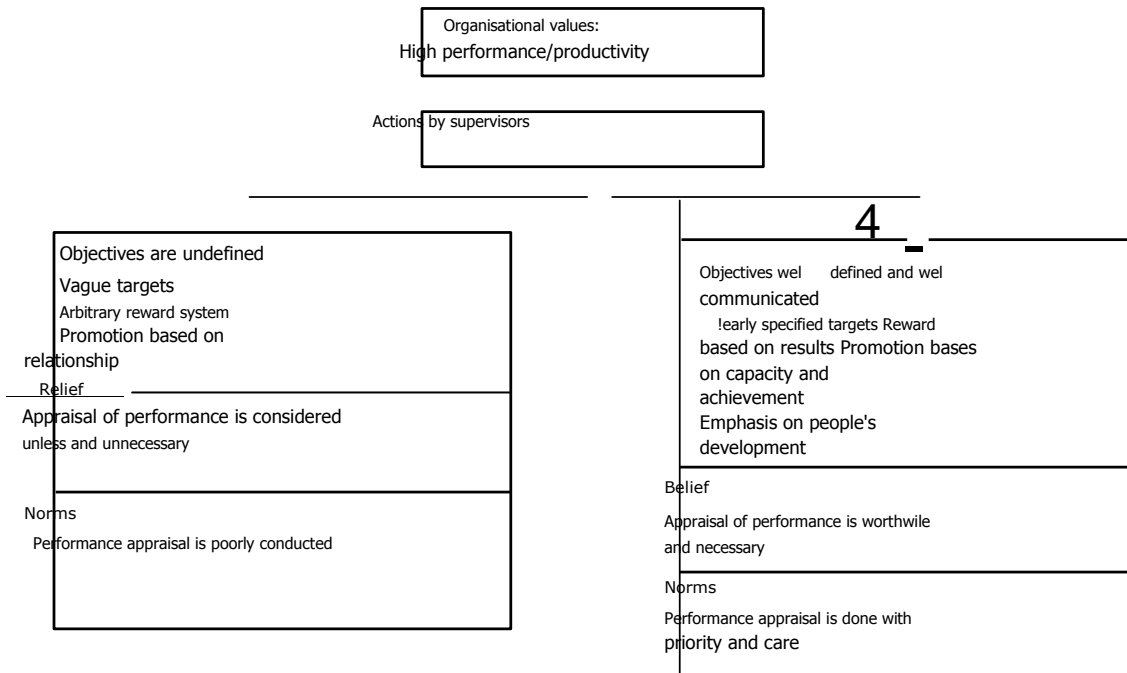 Organisational values:
High performance/productivity
Actions by supervisors
Objectives are undefined
Vague targets
Arbitrary reward system
Promotion based on
relationship
Relief
Appraisal of performance is considered
unless and unnecessary
Norms
Performance appraisal is poorly conducted
4
Objectives wel defined and wel
communicated
!early specified targets Reward
based on results Promotion bases
on capacity and
achievement
Emphasis on people's
development
Belief
Appraisal of performance is worthwile
and necessary
Norms
Performance appraisal is done with
priority and care